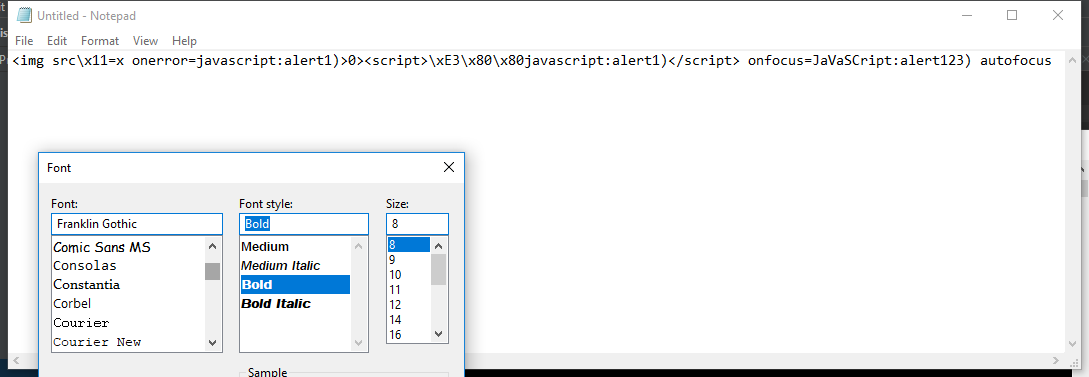 Untitled - Notepad
File Edit Format View Help
<img src\x11=x onerror=javascript:alert1)>0><script>\xE3\x80\x80javascript:alert1)</script> onfocus=JaVaSCript:alert123) autofocus
Font
Font: Font style: Size:
Franklin Gothic Bold 8
Comic Sans MS Medium 8
Consolas Medium Italic 9
Constantia Bold 10
Corbel Bold Italic 11
Courier 12
Courier New 14
16
Sample